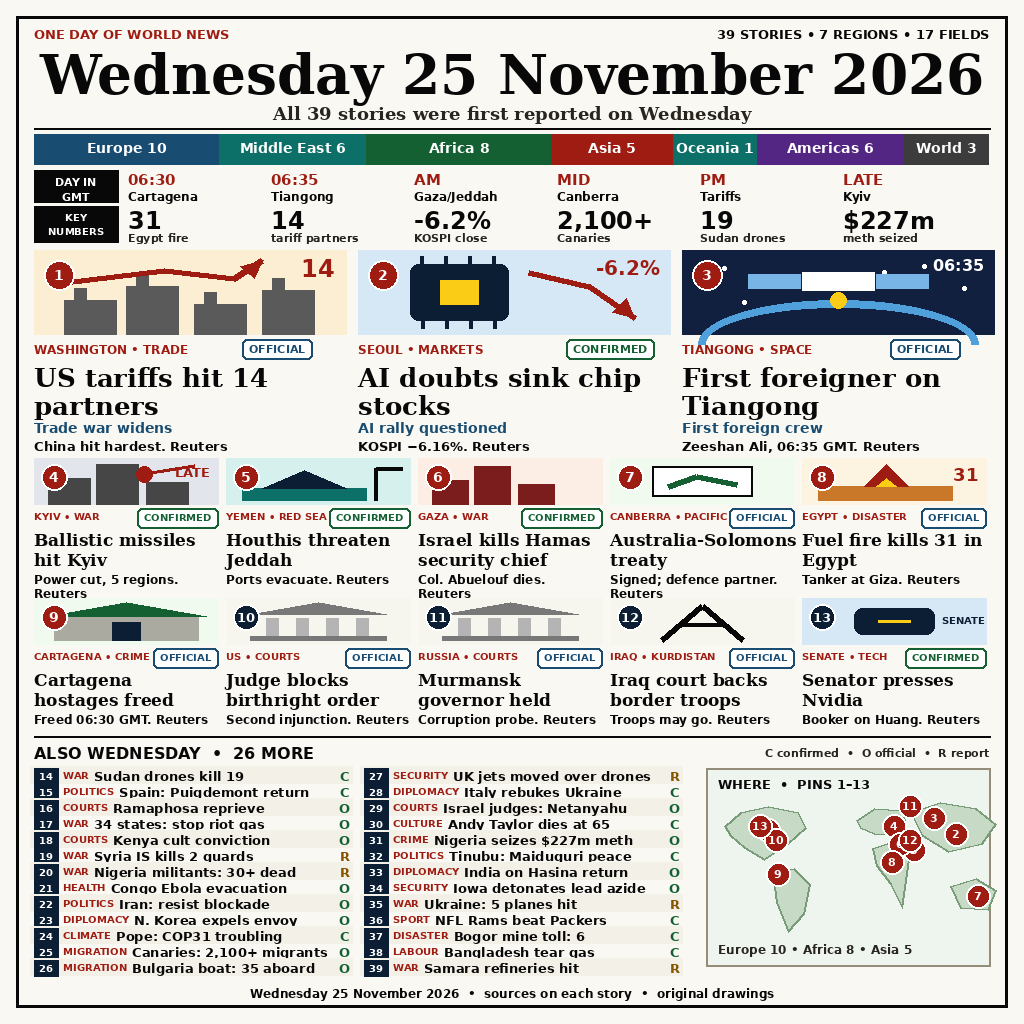 ONE DAY OF WORLD NEWS
39 STORIES • 7 REGIONS • 17 FIELDS
Wednesday 25 November 2026
All 39 stories were first reported on Wednesday
Europe 10
Middle East 6
Africa 8
Asia 5
Oceania 1
Americas 6
World 3
DAY IN
GMT
06:30
Cartagena
06:35
Tiangong
AM
Gaza/Jeddah
MID
Canberra
PM
Tariffs
LATE
Kyiv
KEY
NUMBERS
31
Egypt fire
14
tariff partners
-6.2%
KOSPI close
2,100+
Canaries
19
Sudan drones
$227m
meth seized
1
14
WASHINGTON • TRADE
OFFICIAL
US tariffs hit 14
partners
Trade war widens
China hit hardest. Reuters
2
-6.2%
SEOUL • MARKETS
CONFIRMED
AI doubts sink chip
stocks
AI rally questioned
KOSPI −6.16%. Reuters
3
06:35
TIANGONG • SPACE
OFFICIAL
First foreigner on
Tiangong
First foreign crew
Zeeshan Ali, 06:35 GMT. Reuters
4
LATE
KYIV • WAR
CONFIRMED
Ballistic missiles
hit Kyiv
Power cut, 5 regions.
Reuters
5
YEMEN • RED SEA
CONFIRMED
Houthis threaten
Jeddah
Ports evacuate. Reuters
6
GAZA • WAR
CONFIRMED
Israel kills Hamas
security chief
Col. Abuelouf dies.
Reuters
7
CANBERRA • PACIFIC
OFFICIAL
Australia-Solomons
treaty
Signed; defence partner.
Reuters
8
31
EGYPT • DISASTER
OFFICIAL
Fuel fire kills 31 in
Egypt
Tanker at Giza. Reuters
9
CARTAGENA • CRIME
OFFICIAL
Cartagena
hostages freed
Freed 06:30 GMT. Reuters
10
US • COURTS
OFFICIAL
Judge blocks
birthright order
Second injunction. Reuters
11
RUSSIA • COURTS
OFFICIAL
Murmansk
governor held
Corruption probe. Reuters
12
IRAQ • KURDISTAN
OFFICIAL
Iraq court backs
border troops
Troops may go. Reuters
13
SENATE
SENATE • TECH
CONFIRMED
Senator presses
Nvidia
Booker on Huang. Reuters
ALSO WEDNESDAY • 26 MORE
C confirmed • O official • R report
14 WAR Sudan drones kill 19 C
15 POLITICS Spain: Puigdemont return C
16 COURTS Ramaphosa reprieve O
17 WAR 34 states: stop riot gas O
18 COURTS Kenya cult conviction O
19 WAR Syria IS kills 2 guards R
20 WAR Nigeria militants: 30+ dead R
21 HEALTH Congo Ebola evacuation O
22 POLITICS Iran: resist blockade O
23 DIPLOMACY N. Korea expels envoy O
24 CLIMATE Pope: COP31 troubling C
25 MIGRATION Canaries: 2,100+ migrants O
26 MIGRATION Bulgaria boat: 35 aboard O
27 SECURITY UK jets moved over drones R
28 DIPLOMACY Italy rebukes Ukraine C
29 COURTS Israel judges: Netanyahu O
30 CULTURE Andy Taylor dies at 65 C
31 CRIME Nigeria seizes $227m meth O
32 POLITICS Tinubu: Maiduguri peace C
33 DIPLOMACY India on Hasina return O
34 SECURITY Iowa detonates lead azide O
35 WAR Ukraine: 5 planes hit R
36 SPORT NFL Rams beat Packers C
37 DISASTER Bogor mine toll: 6 C
38 LABOUR Bangladesh tear gas C
39 WAR Samara refineries hit R
WHERE • PINS 1–13
11
13
4
3
10
12
2
8
9
7
Europe 10 • Africa 8 • Asia 5
Wednesday 25 November 2026 • sources on each story • original drawings